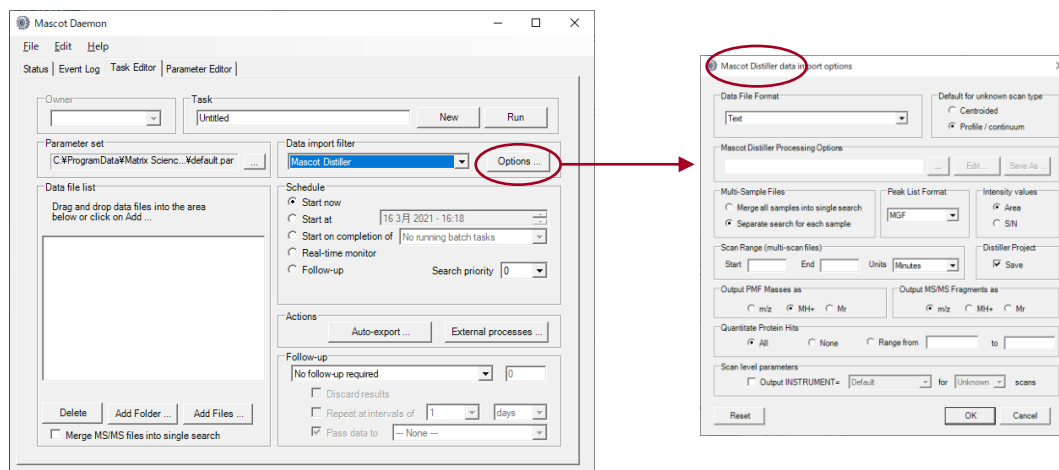 Mascot Daemon
File Edit Help
Status Event Log Task Editor Parameter Editor
Owner
Task
Untitled
New
Run
Parameter set
C:¥ProgramData¥Matrix Scienc...¥default.par
...
Data import filter
Mascot Distiller
Options ...
Data file list
Drag and drop data files into the area
below or click on Add ...
Delete
Add Folder ...
Add Files ...
Merge MS/MS files into single search
Schedule
Start now
Start at
16 3月 2021 - 16:18
Start on completion of
No running batch tasks
Real-time monitor
Follow-up
Search priority
0
Actions
Auto-export ...
External processes ...
Follow-up
No follow-up required
0
Discard results
Repeat at intervals of
1
days
Pass data to
--- None ---
Mascot Distiller data import options
Data File Format
Text
Default for unknown scan type
Centroided
Profile / continuum
Mascot Distiller Processing Options
...
Edit...
Save As ...
Multi-Sample Files
Merge all samples into single search
Separate search for each sample
Peak List Format
MGF
Intensity values
Area
S/N
Scan Range (multi-scan files)
Start
End
Units
Minutes
Distiller Project
Save
Output PMF Masses as
m/z
MH+
Mr
Output MS/MS Fragments as
m/z
MH+
Mr
Quantitate Protein Hits
All
None
Range from
to
Scan level parameters
Output INSTRUMENT=
Default
for
Unknown
scans
Reset
OK
Cancel